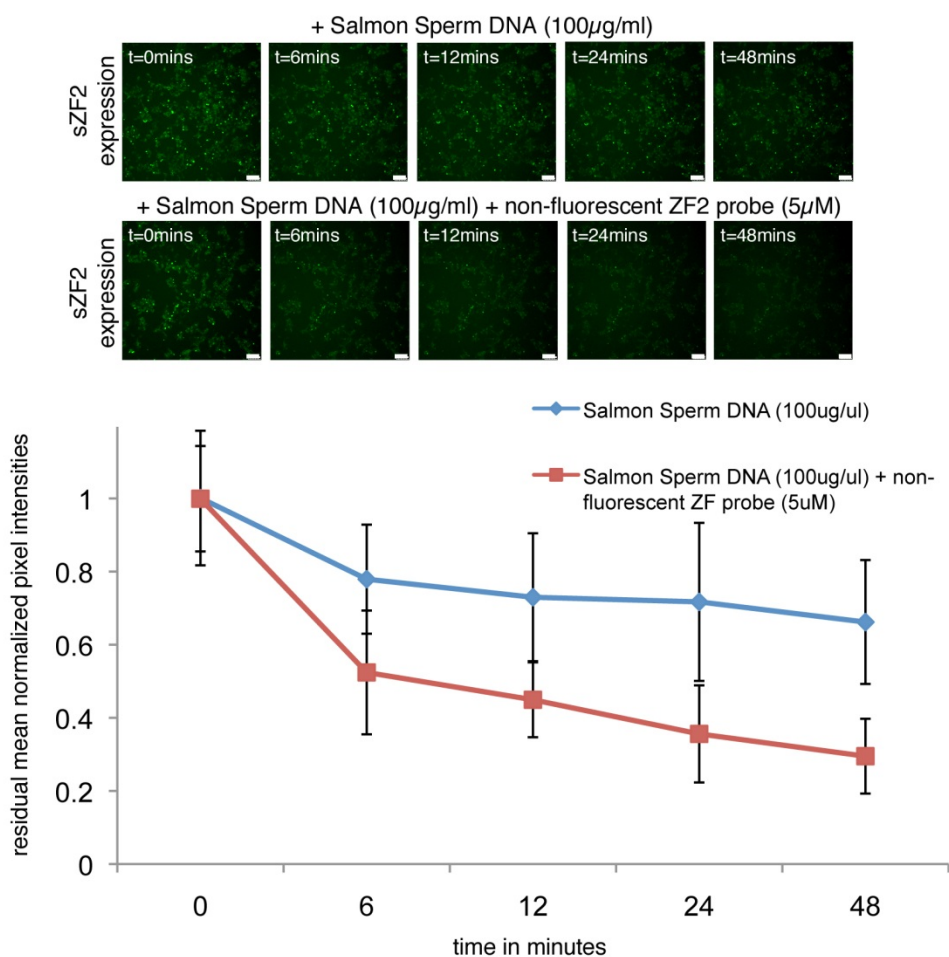 + Salmon Sperm DNA (100µg/ml)
sZF2
expression
t=0mins
t=6mins
t=12mins
t=24mins
t=48mins
+ Salmon Sperm DNA (100µg/ml) + non-fluorescent ZF2 probe (5µM)
sZF2
expression
t=0mins
t=6mins
t=12mins
t=24mins
t=48mins
Salmon Sperm DNA (100ug/ul)
Salmon Sperm DNA (100ug/ul) + non-
fluorescent ZF probe (5uM)
residual mean normalized pixel intensities
1
0.8
0.6
0.4
0.2
0
0 6 12 24 48
time in minutes